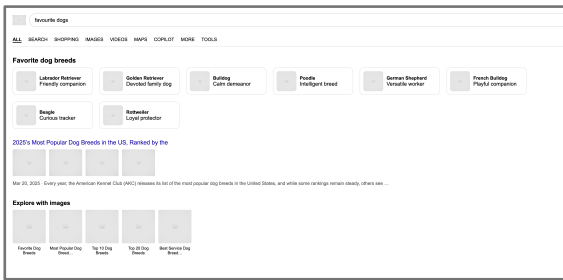 favourite dogs
ALL SEARCH SHOPPING IMAGES VIDEOS MAPS COPILOT MORE TOOLS
Favorite dog breeds
Labrador Retriever
Friendly companion
Golden Retriever
Devoted family dog
Bulldog
Calm demeanor
Poodle
Intelligent breed
German Shepherd
Versatile worker
French Bulldog
Playful companion
Beagle
Curious tracker
Rottweiler
Loyal protector
2025's Most Popular Dog Breeds in the US, Ranked by the
Mar 20, 2025 · Every year, the American Kennel Club (AKC) releases its list of the most popular dog breeds in the United States, and while some rankings remain steady, others see ...
Explore with images
Favorite Dog
Breeds
Most Popular Dog
Breed...
Top 10 Dog
Breeds
Top 20 Dog
Breeds
Best Service Dog
Breed...